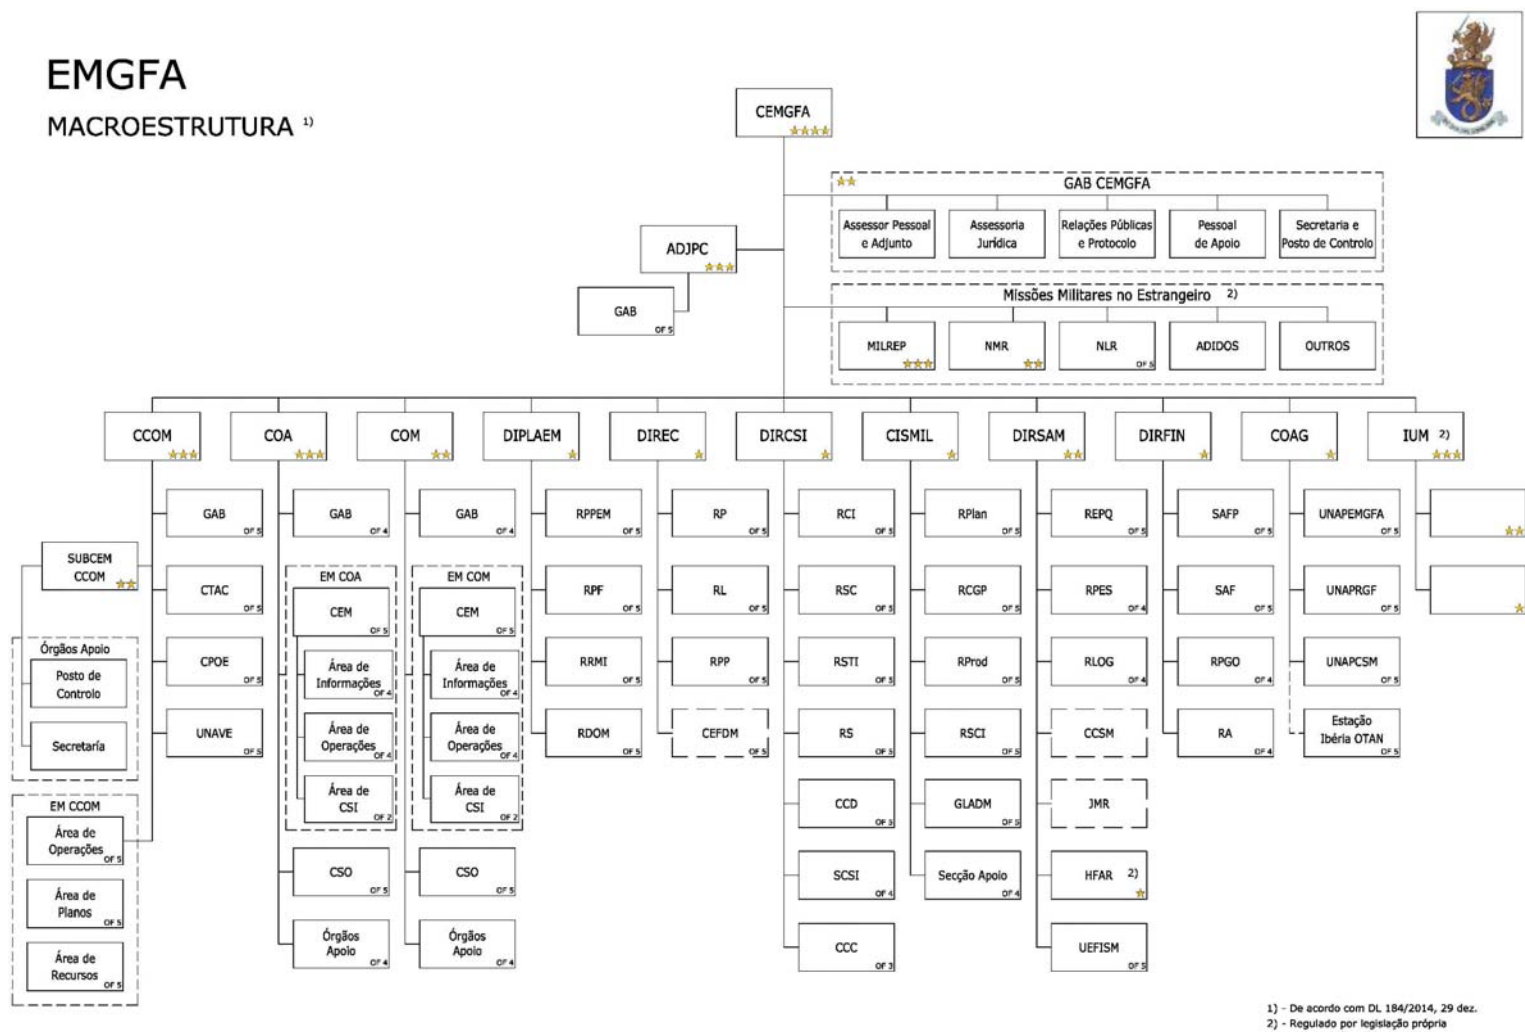 EMGFA
MACROESTRUTURA 1)
CEMGFA
GAB CEMGFA
Assessor Pessoal
e Adjunto
Assessoria
Jurídica
Relações Públicas
e Protocolo
Pessoal
de Apoio
Secretaria e
Posto de Controlo
ADJPC
GAB
OF 5
Missões Militares no Estrangeiro 2)
MILREP
NMR
NLR
OF 5
ADIDOS
OUTROS
CCOM
COA
COM
DIPLAEM
DIREC
DIRCSI
CISMIL
DIRSAM
DIRFIN
COAG
IUM 2)
GAB
OF 5
CTAC
OF 5
CPOE
OF 5
UNAVE
OF 5
SUBCEM
CCOM
Órgãos Apoio
Posto de
Controlo
Secretaría
EM CCOM
Área de
Operações
OF 5
Área de
Planos
OF 5
Área de
Recursos
OF 5
GAB
OF 4
EM COA
CEM
OF 5
Área de
Informações
OF 4
Área de
Operações
OF 4
Área de
CSI
OF 2
CSO
OF 5
Órgãos
Apoio
OF 4
GAB
OF 4
EM COM
CEM
OF 5
Área de
Informações
OF 4
Área de
Operações
OF 4
Área de
CSI
OF 2
CSO
OF 5
Órgãos
Apoio
OF 4
RPPEM
OF 5
RPF
OF 5
RRMI
OF 5
RDOM
OF 5
RP
OF 5
RL
OF 5
RPP
OF 5
CEFDM
OF 5
RCI
OF 5
RSC
OF 5
RSTI
OF 5
RS
OF 5
CCD
OF 5
SCSI
OF 4
CCC
OF 3
RPlan
OF 5
RCGP
OF 5
RProd
OF 5
RSCI
OF 5
GLADM
OF 5
Secção Apoio
OF 4
REPQ
OF 5
RPES
OF 4
RLOG
OF 4
CCSM
JMR
HFAR 2)
UEFISM
OF 5
SAFP
OF 5
SAF
OF 5
RPGO
OF 4
RA
OF 4
UNAPEMGFA
OF 5
UNAPRGF
OF 5
UNAPCSM
OF 5
Estação
Ibéria OTAN
OF 5
1) - De acordo com DL 184/2014, 29 dez.
2) - Regulado por legislação própria